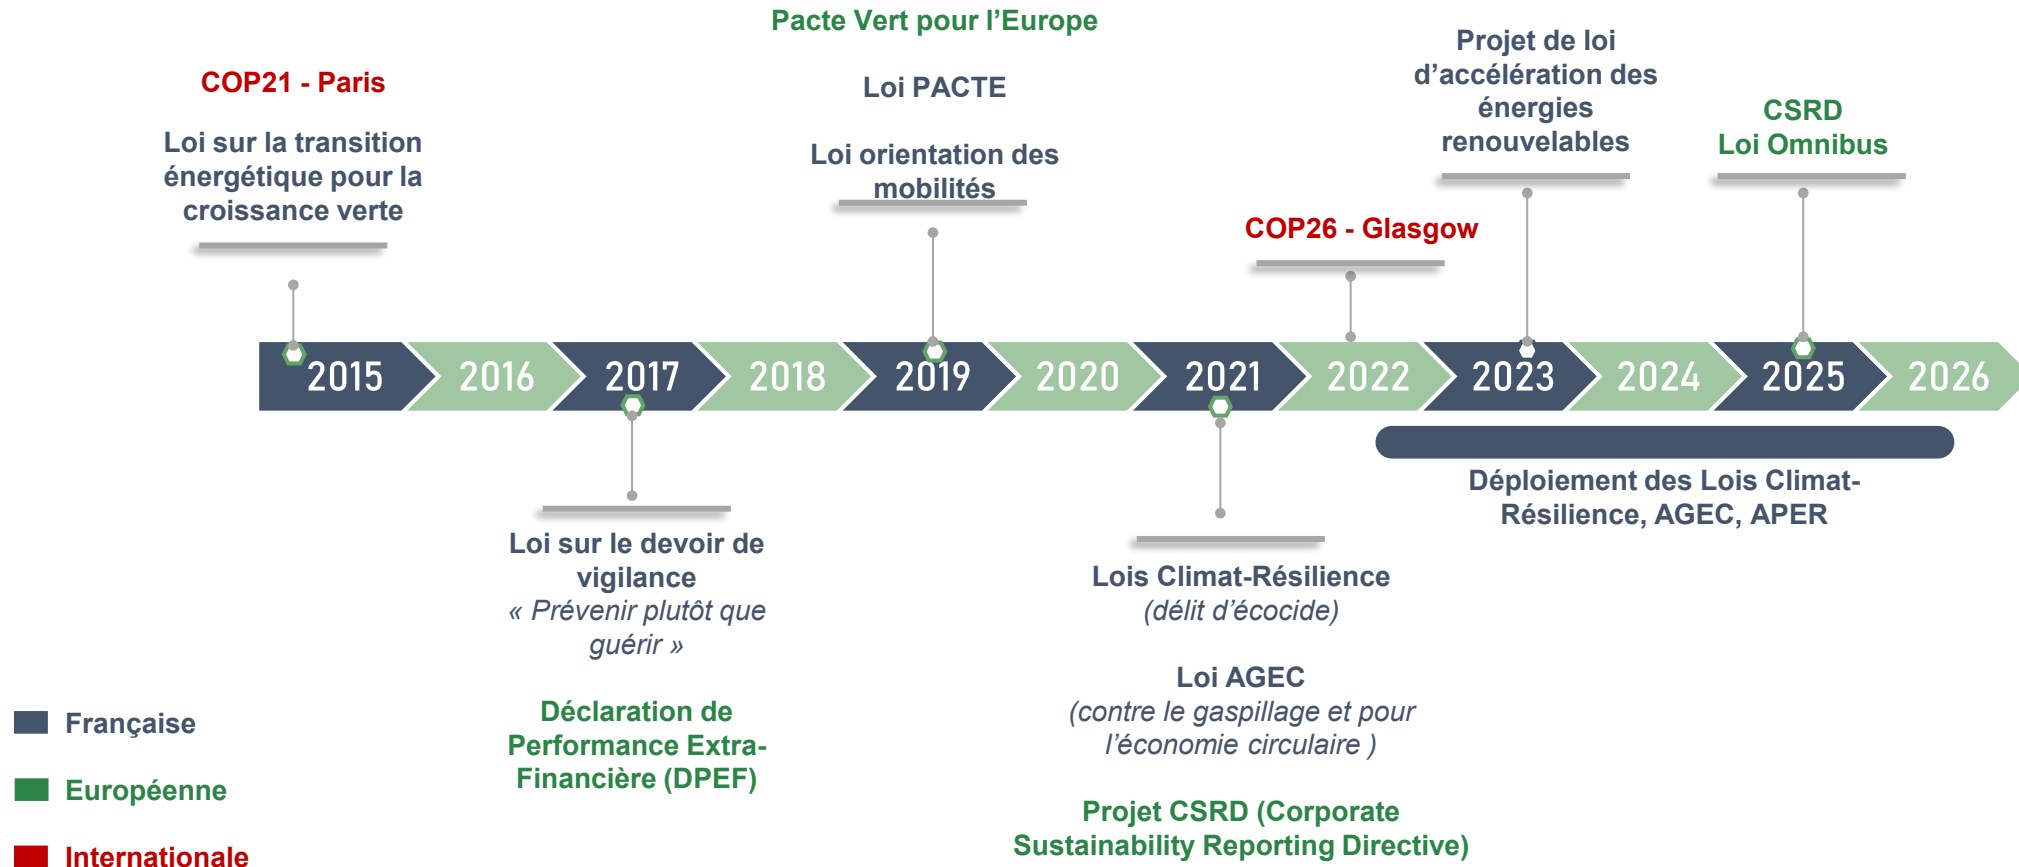 Pacte Vert pour l’Europe
Loi PACTE
Loi orientation des
mobilités
COP21 - Paris
Loi sur la transition
énergétique pour la
croissance verte
Projet de loi
d’accélération des
énergies
renouvelables
CSRD
Loi Omnibus
COP26 - Glasgow
2015
2016
2017
2018
2019
2020
2021
2022
2023
2024
2025
2026
Déploiement des Lois Climat-
Résilience, AGEC, APER
Loi sur le devoir de
vigilance
« Prévenir plutôt que
guérir »
Déclaration de
Performance Extra-
Financière (DPEF)
Lois Climat-Résilience
(délit d’écocide)
Loi AGEC
(contre le gaspillage et pour
l’économie circulaire )
Projet CSRD (Corporate
Sustainability Reporting Directive)
Française
Européenne
Internationale